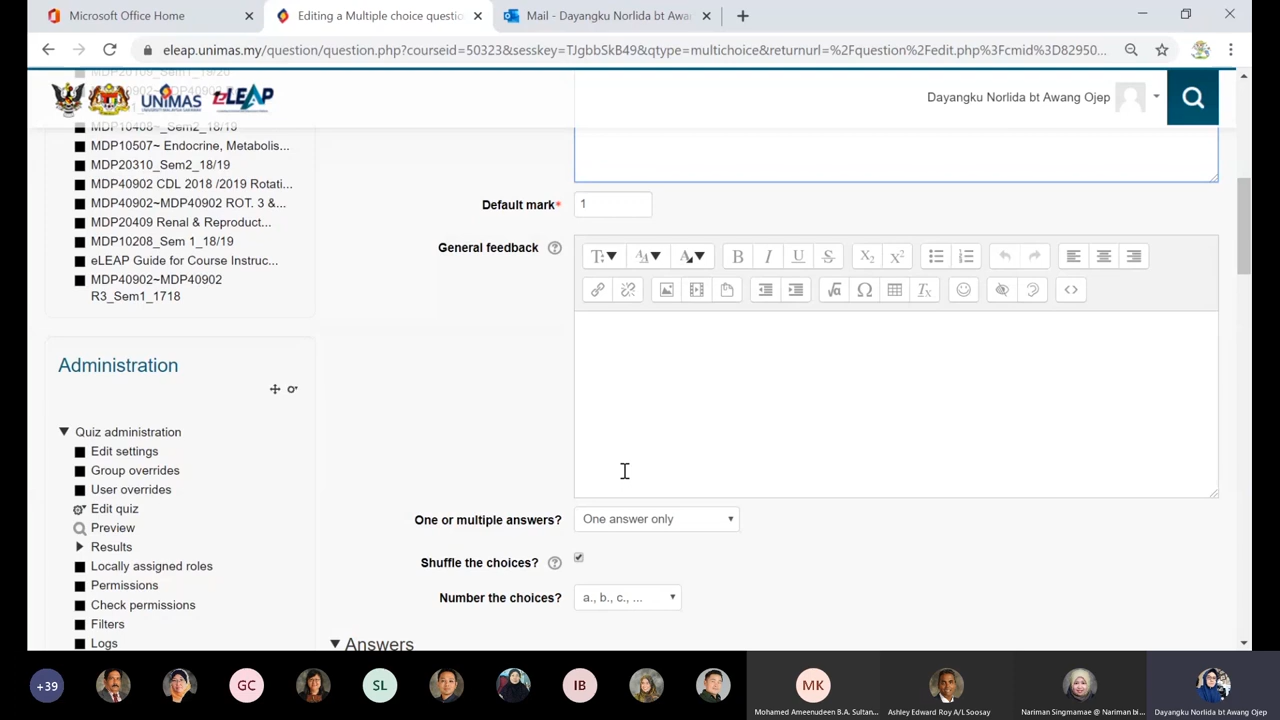 Microsoft Office Home
Editing a Multiple choice questio
Mail - Dayangku Norlida bt Awa
eleap.unimas.my/question/question.php?courseid=50323&sesskey=TJgbbSkB49&qtype=multichoice&returnurl=%2Fquestion%2Fedit.php%3Fcmid%3D82950...
MDP20109_Sem1_19/20
UNIMAS
eLEAP
Dayangku Norlida bt Awang Ojep
MDP10408~_Sem2_18/19
MDP10507~ Endocrine, Metabolis...
MDP20310_Sem2_18/19
MDP40902 CDL 2018 /2019 Rotati...
MDP40902~MDP40902 ROT. 3 &...
MDP20409 Renal & Reproduct...
MDP10208_Sem 1_18/19
eLEAP Guide for Course Instruc...
MDP40902~MDP40902
R3_Sem1_1718
Administration
Quiz administration
Edit settings
Group overrides
User overrides
Edit quiz
Preview
Results
Locally assigned roles
Permissions
Check permissions
Filters
Logs
Default mark*
1
General feedback
One or multiple answers?
One answer only
Shuffle the choices?
Number the choices?
a., b., c., ...
Answers
+39
GC
SL
IB
MK
Mohamed Ameenudeen B.A. Sultan...
Ashley Edward Roy A/L Soosay
Nariman Singmamae @ Nariman bi...
Dayangku Norlida bt Awang Ojep